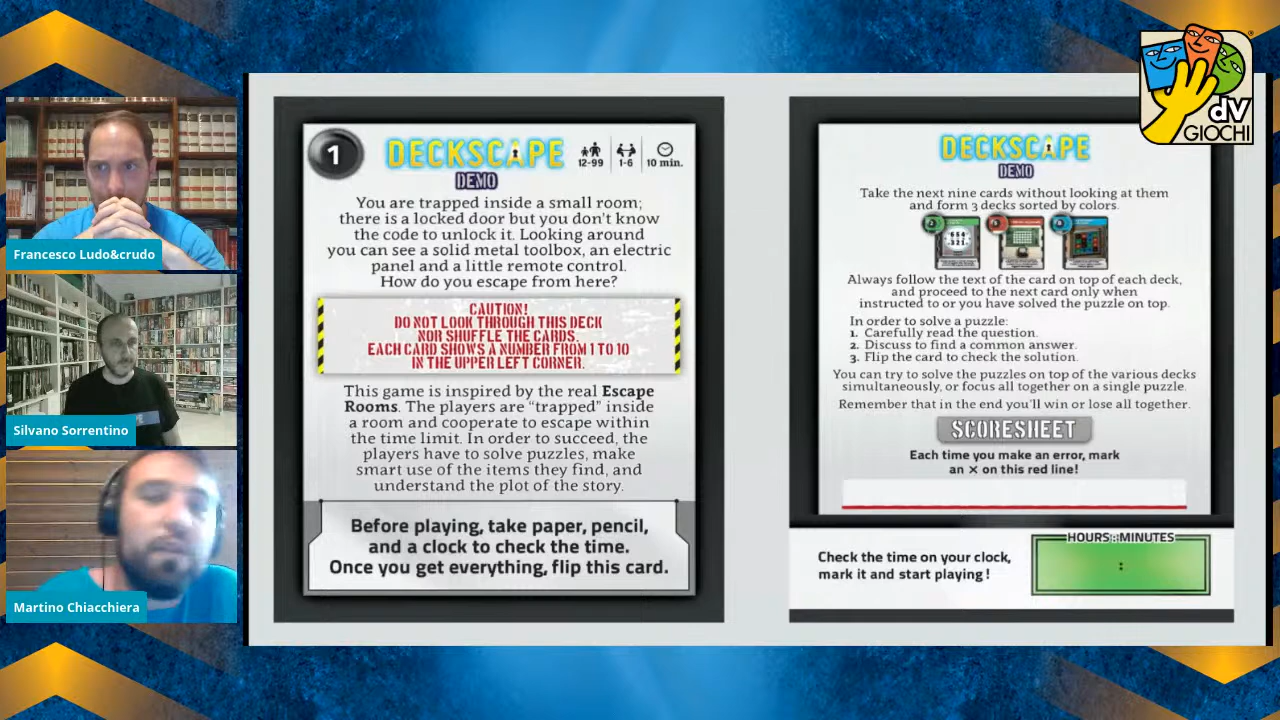 Francesco Ludo&crudo
Silvano Sorrentino
Martino Chiacchiera
1
DECKSCAPE
DEMO
12-99
1-6
10 min.
You are trapped inside a small room;
there is a locked door but you don't know
the code to unlock it. Looking around
you can see a solid metal toolbox, an electric
panel and a little remote control.
How do you escape from here?
CAUTION!
DO NOT LOOK THROUGH THIS DECK
NOR SHUFFLE THE CARDS.
EACH CARD SHOWS A NUMBER FROM 1 TO 10
IN THE UPPER LEFT CORNER.
This game is inspired by the real Escape
Rooms. The players are "trapped" inside
a room and cooperate to escape within
the time limit. In order to succeed, the
players have to solve puzzles, make
smart use of the items they find, and
understand the plot of the story.
Before playing, take paper, pencil,
and a clock to check the time.
Once you get everything, flip this card.
DECKSCAPE
DEMO
Take the next nine cards without looking at them
and form 3 decks sorted by colors.
Always follow the text of the card on top of each deck,
and proceed to the next card only when
instructed to or you have solved the puzzle on top.
In order to solve a puzzle:
1. Carefully read the question.
2. Discuss to find a common answer.
3. Flip the card to check the solution.
You can try to solve the puzzles on top of the various decks
simultaneously, or focus all together on a single puzzle.
Remember that in the end you'll win or lose all together.
SCORESHEET
Each time you make an error, mark
an × on this red line!
Check the time on your clock,
mark it and start playing !
HOURS::MINUTES
:
dv
GIOCHI
®